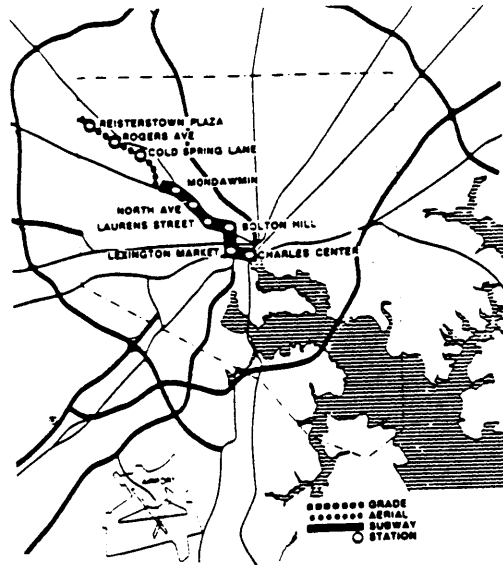 REISTERSTOWN PLAZA
ROGERS AVE
COLD SPRING LANE
MONDAWMIN
NORTH AVE
LAURENS STREET
BOLTON HILL
LEXINGTON MARKET
CHARLES CENTER
AIRPORT
GRADE
AERIAL
SUBWAY
STATION